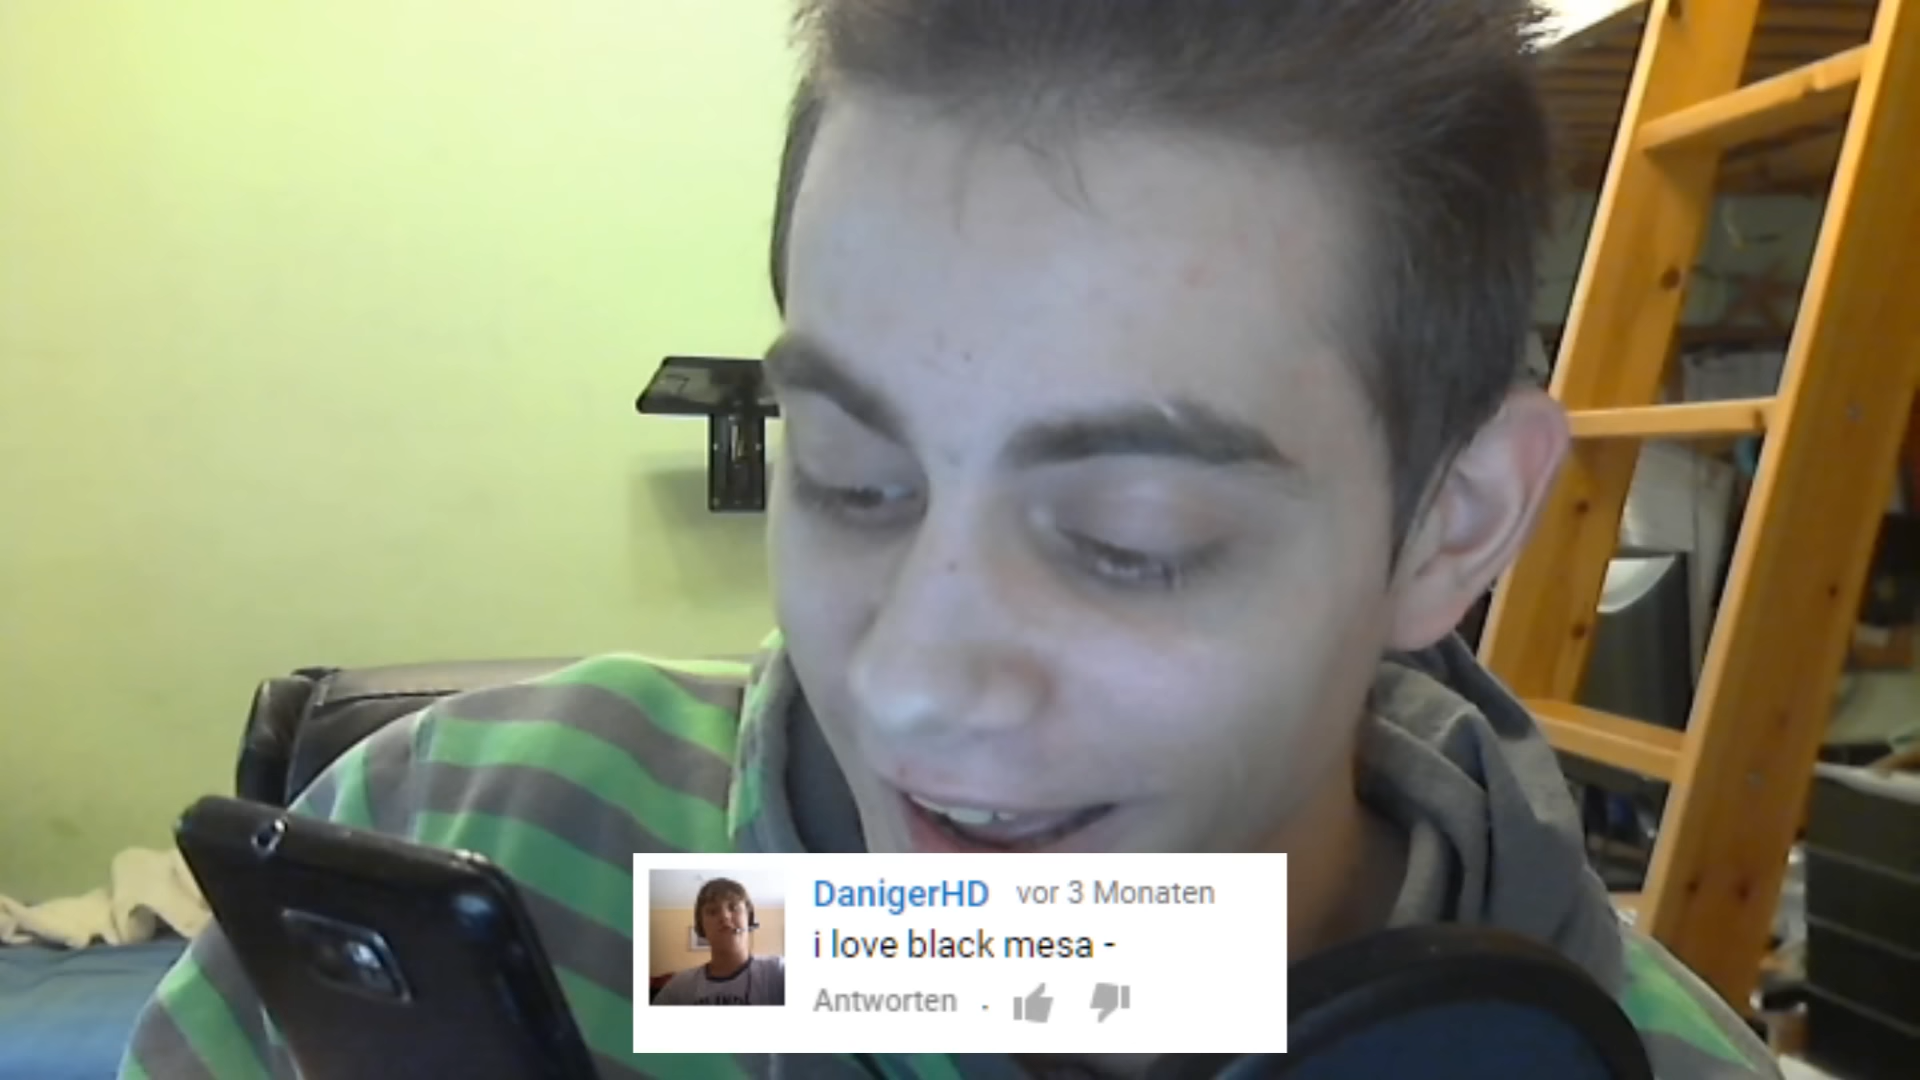 DanigerHD vor 3 Monaten
i love black mesa -
Antworten .